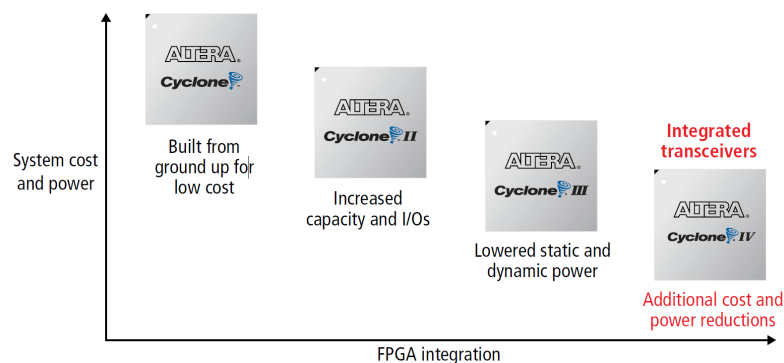 System cost
and power
ALTERA®
Cyclone®
Built from
ground up for
low cost
ALTERA®
Cyclone® II
Increased
capacity and I/Os
ALTERA®
Cyclone® III
Lowered static and
dynamic power
Integrated
transceivers
ALTERA®
Cyclone® IV
Additional cost and
power reductions
FPGA integration